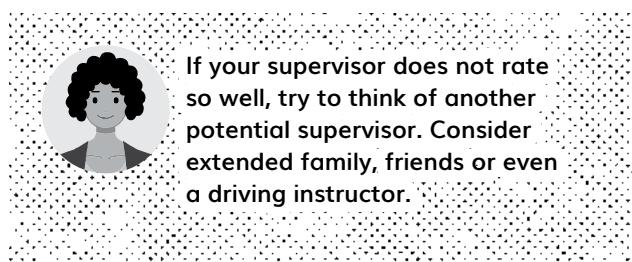 If your supervisor does not rate
so well, try to think of another
potential supervisor. Consider
extended family, friends or even
a driving instructor.